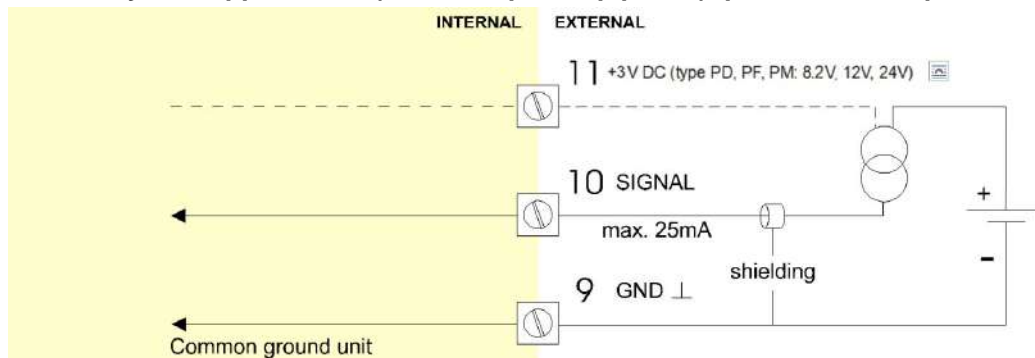 INTERNAL EXTERNAL
11 +3V DC (type PD, PF, PM: 8.2V, 12V, 24V)
10 SIGNAL
max. 25mA
+
-
shielding
9 GND ⊥
Common ground unit